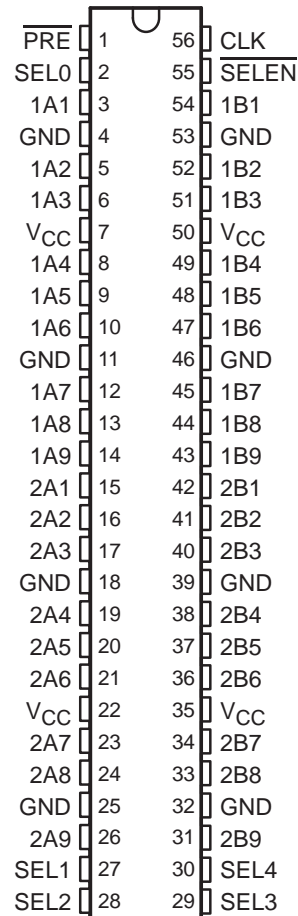 PRE 1 56 CLK
SEL0 2 55 SELEN
1A1 3 54 1B1
GND 4 53 GND
1A2 5 52 1B2
1A3 6 51 1B3
VCC 7 50 VCC
1A4 8 49 1B4
1A5 9 48 1B5
1A6 10 47 1B6
GND 11 46 GND
1A7 12 45 1B7
1A8 13 44 1B8
1A9 14 43 1B9
2A1 15 42 2B1
2A2 16 41 2B2
2A3 17 40 2B3
GND 18 39 GND
2A4 19 38 2B4
2A5 20 37 2B5
2A6 21 36 2B6
VCC 22 35 VCC
2A7 23 34 2B7
2A8 24 33 2B8
GND 25 32 GND
2A9 26 31 2B9
SEL1 27 30 SEL4
SEL2 28 29 SEL3